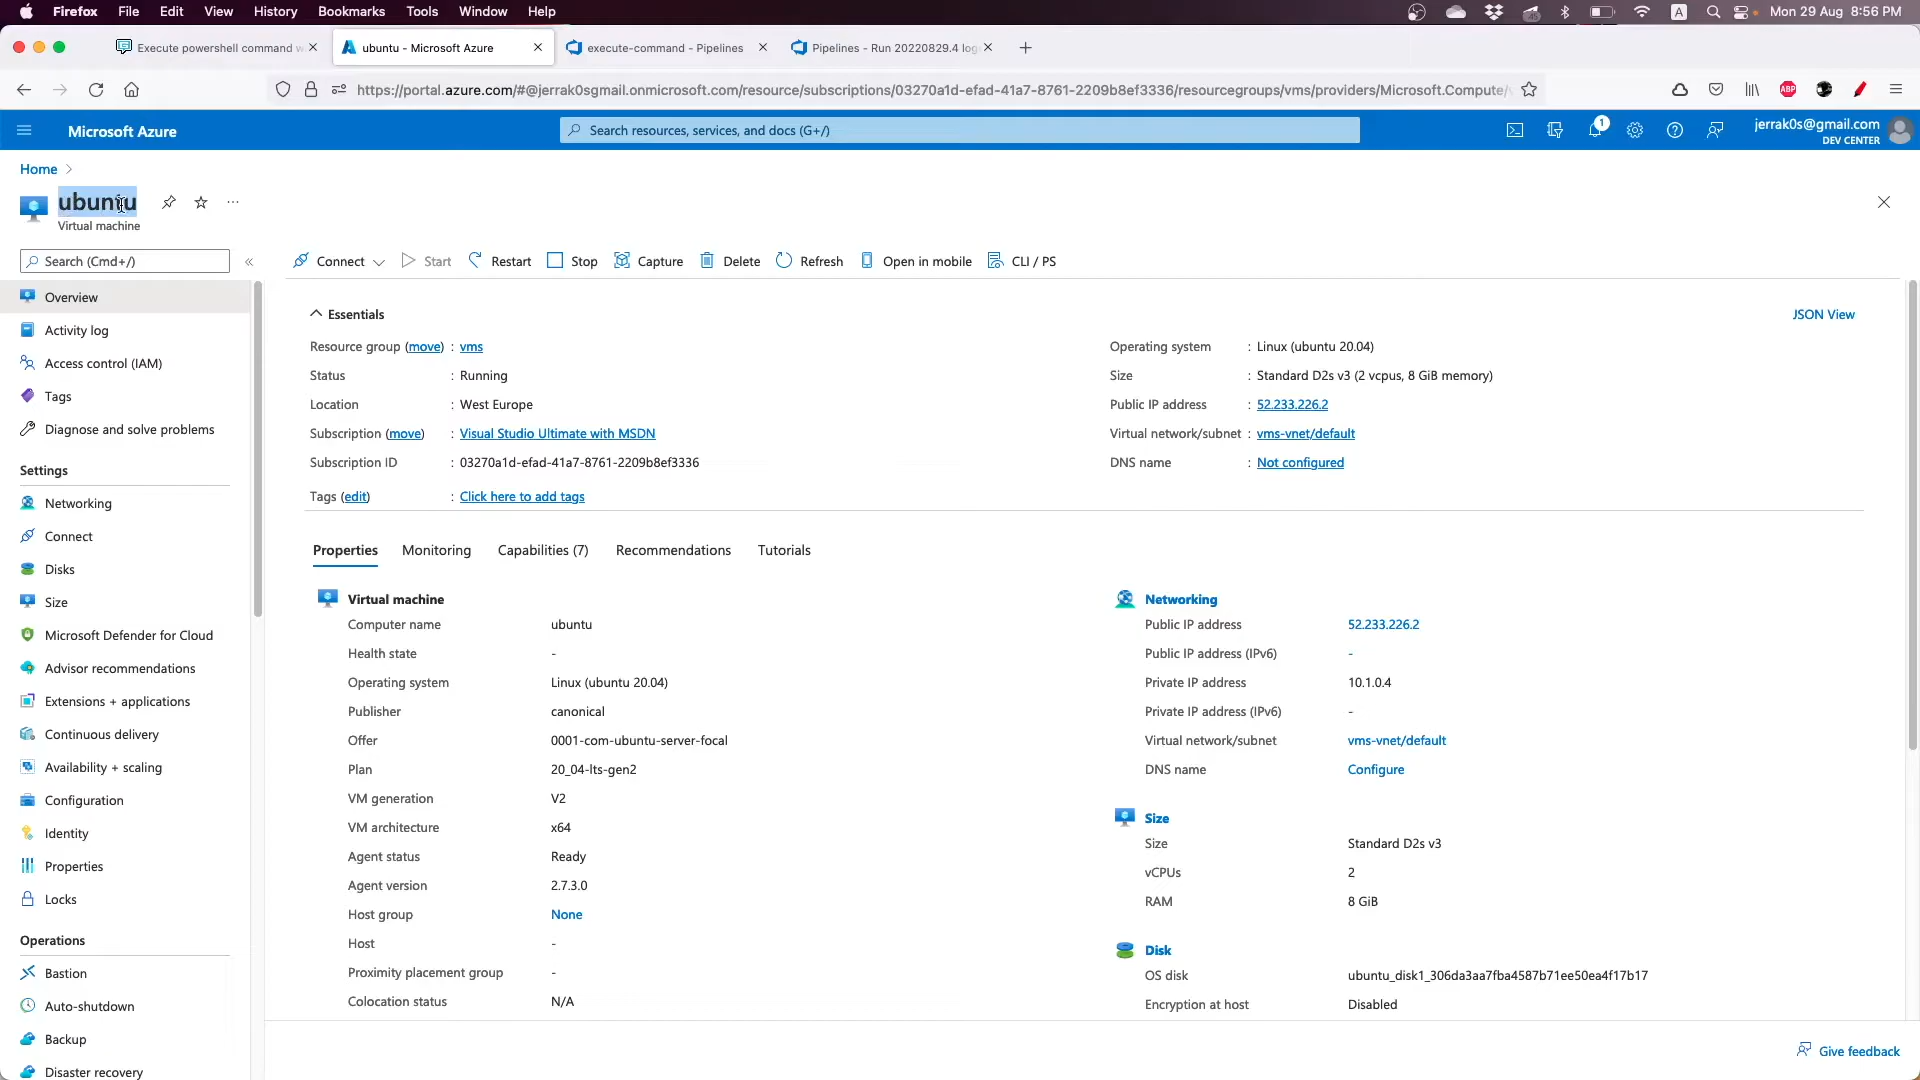 Firefox File Edit View History Bookmarks Tools Window Help
A Mon 29 Aug 8:56 PM
Execute powershell command w
ubuntu - Microsoft Azure
execute-command - Pipelines
Pipelines - Run 20220829.4 log
https://portal.azure.com/#@jerrak0sgmail.onmicrosoft.com/resource/subscriptions/03270a1d-efad-41a7-8761-2209b8ef3336/resourcegroups/vms/providers/Microsoft.Compute/
ABP
Microsoft Azure
Search resources, services, and docs (G+/)
1
jerrak0s@gmail.com
DEV CENTER
Home
ubuntu
Virtual machine
Search (Cmd+/)
Connect Start Restart Stop Capture Delete Refresh Open in mobile CLI / PS
Overview
Activity log
Access control (IAM)
Tags
Diagnose and solve problems
Settings
Networking
Connect
Disks
Size
Microsoft Defender for Cloud
Advisor recommendations
Extensions + applications
Continuous delivery
Availability + scaling
Configuration
Identity
Properties
Locks
Operations
Bastion
Auto-shutdown
Backup
Disaster recovery
Essentials
JSON View
Resource group (move) : vms
Status : Running
Location : West Europe
Subscription (move) : Visual Studio Ultimate with MSDN
Subscription ID : 03270a1d-efad-41a7-8761-2209b8ef3336
Tags (edit) : Click here to add tags
Operating system : Linux (ubuntu 20.04)
Size : Standard D2s v3 (2 vcpus, 8 GiB memory)
Public IP address : 52.233.226.2
Virtual network/subnet : vms-vnet/default
DNS name : Not configured
Properties Monitoring Capabilities (7) Recommendations Tutorials
Virtual machine
Computer name ubuntu
Health state -
Operating system Linux (ubuntu 20.04)
Publisher canonical
Offer 0001-com-ubuntu-server-focal
Plan 20_04-lts-gen2
VM generation V2
VM architecture x64
Agent status Ready
Agent version 2.7.3.0
Host group None
Host -
Proximity placement group -
Colocation status N/A
Networking
Public IP address 52.233.226.2
Public IP address (IPv6) -
Private IP address 10.1.0.4
Private IP address (IPv6) -
Virtual network/subnet vms-vnet/default
DNS name Configure
Size
Size Standard D2s v3
vCPUs 2
RAM 8 GiB
Disk
OS disk ubuntu_disk1_306da3aa7fba4587b71ee50ea4f17b17
Encryption at host Disabled
Give feedback